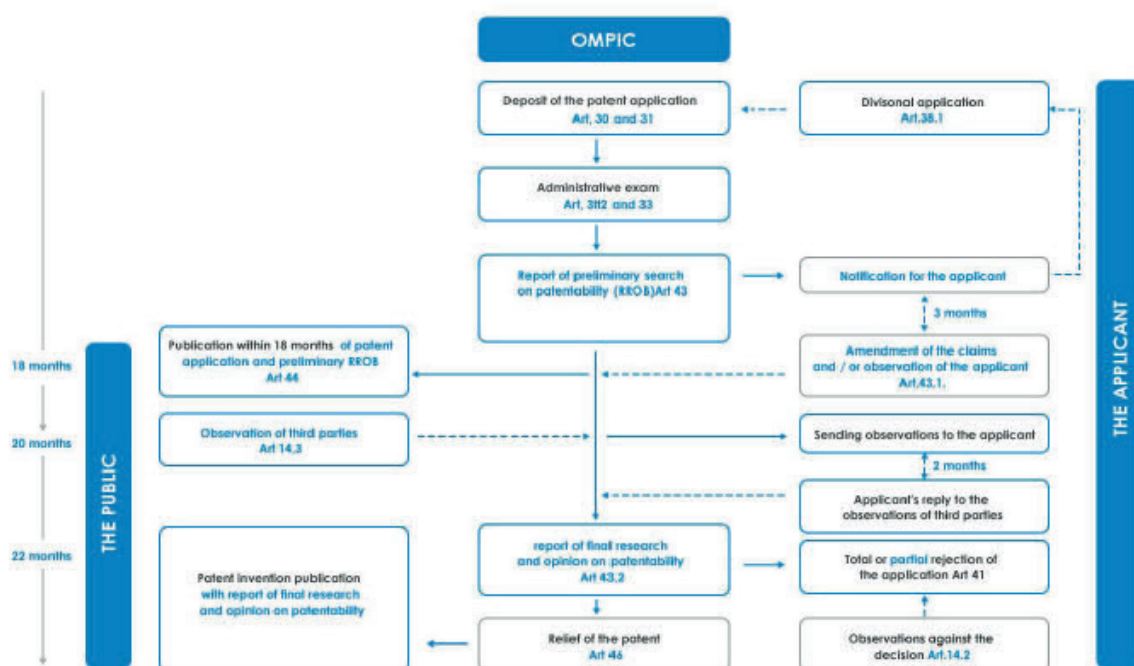 OMPIC
Deposit of the patent application
Art, 30 and 31
Divisonal application
Art.38.1
Administrative exam
Art, 3tt2 and 33
Report of preliminary search
on patentability (RROB)Art 43
Notification for the applicant
3 months
Publication within 18 months of patent
application and preliminary RROB
Art 44
Amendment of the claims
and / or observation of the applicant
Art.43.1.
18 months
Observation of third parties
Art 14.3
Sending observations to the applicant
20 months
2 months
Applicant's reply to the
observations of third parties
report of final research
and opinion on patentability
Art 43.2
Total or partial rejection of
the application Art 41
22 months
Patent invention publication
with report of final research
and opinion on patentability
Relief of the patent
Art 46
Observations against the
decision Art.14.2
THE PUBLIC
THE APPLICANT